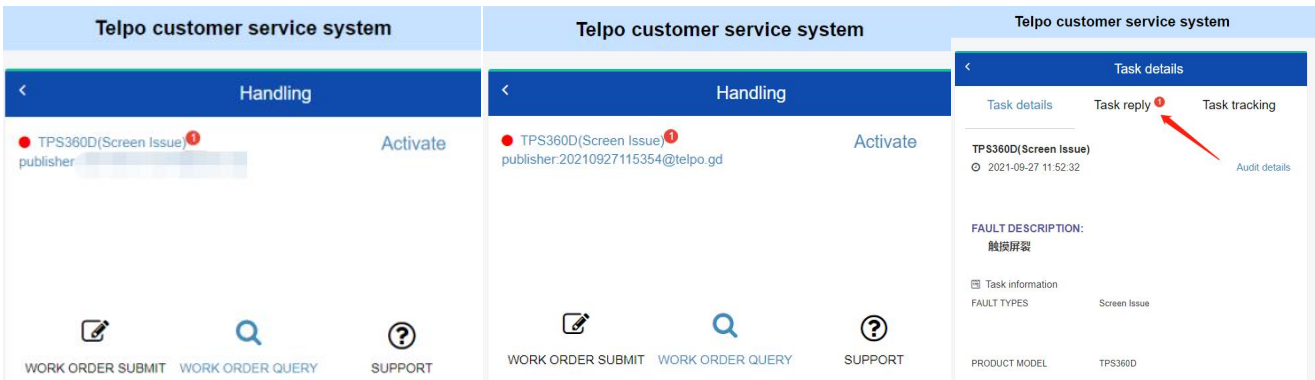 Telpo customer service system
Handling
TPS360D(Screen Issue) 1
Activate
publisher
WORK ORDER SUBMIT
WORK ORDER QUERY
SUPPORT
Telpo customer service system
Handling
TPS360D(Screen Issue) 1
Activate
publisher:20210927115354@telpo.gd
WORK ORDER SUBMIT
WORK ORDER QUERY
SUPPORT
Telpo customer service system
Task details
Task details
Task reply 1
Task tracking
TPS360D(Screen Issue)
2021-09-27 11:52:32
Audit details
FAULT DESCRIPTION:
触摸屏裂
Task information
FAULT TYPES
Screen Issue
PRODUCT MODEL
TPS360D